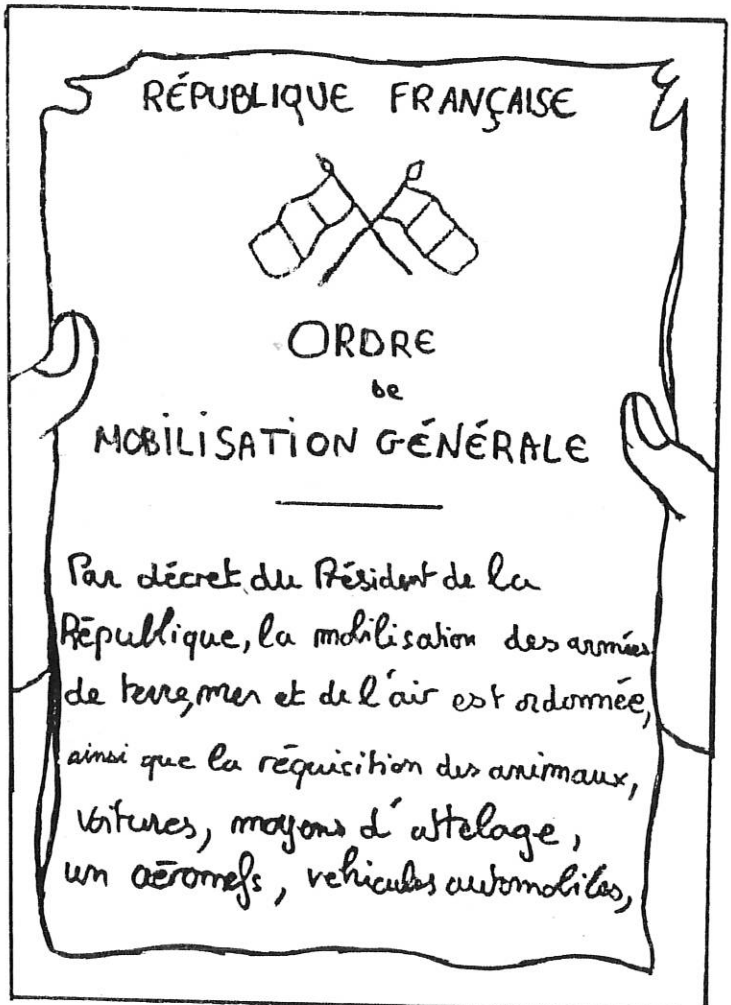 RÉPUBLIQUE FRANÇAISE
ORDRE
de
MOBILISATION GÉNÉRALE
Par décret du Président de la
République, la mobilisation des armées
de terre, mer et de l'air est ordonnée,
ainsi que la réquisition des animaux,
voitures, moyens d'attelage,
un aéronefs, vehicules automobiles,